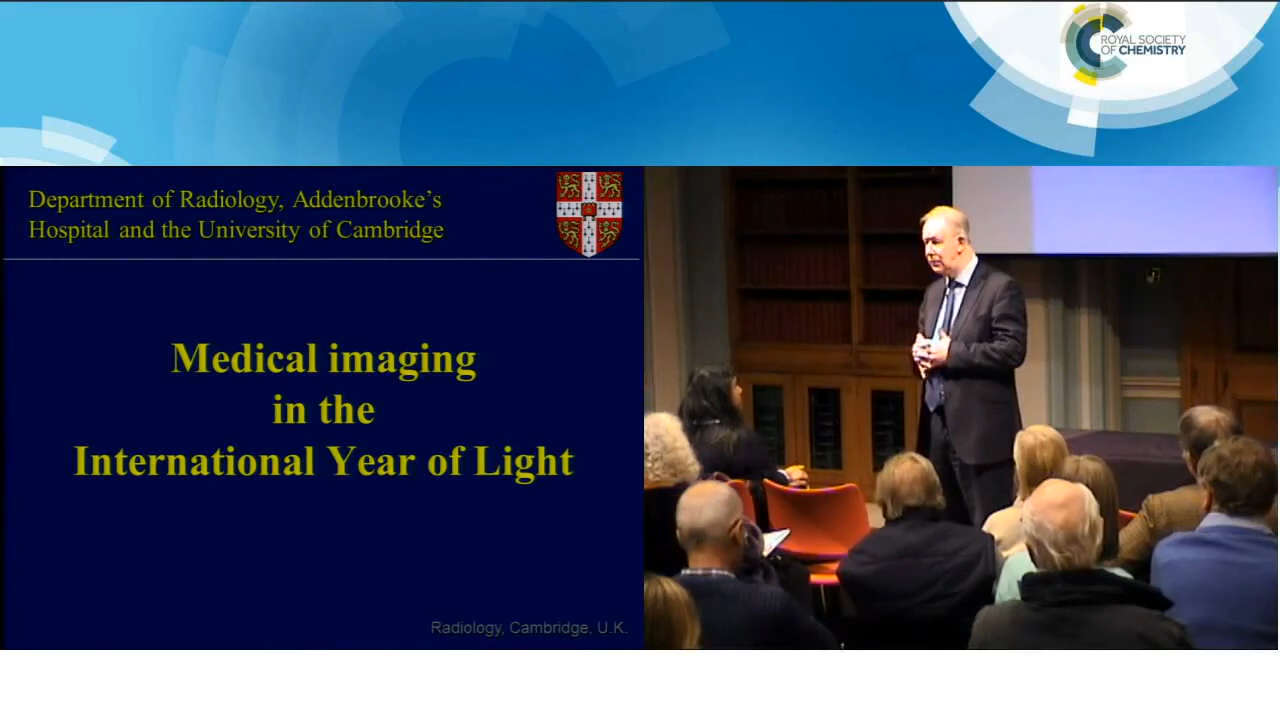 ROYAL SOCIETY
OF CHEMISTRY
Department of Radiology, Addenbrooke's
Hospital and the University of Cambridge
Medical imaging
in the
International Year of Light
Radiology, Cambridge, U.K.